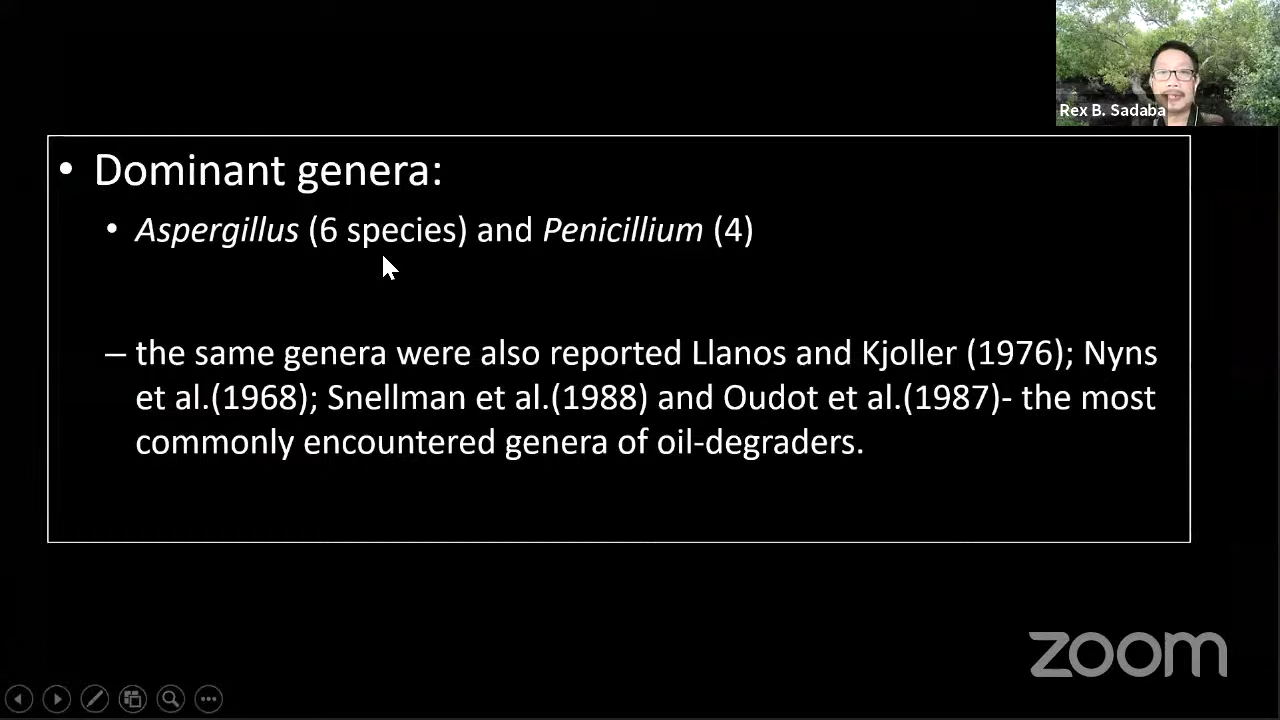 Rex B. Sadaba
• Dominant genera:
• Aspergillus (6 species) and Penicillium (4)
– the same genera were also reported Llanos and Kjoller (1976); Nyns
et al.(1968); Snellman et al.(1988) and Oudot et al.(1987)- the most
commonly encountered genera of oil-degraders.
zoom